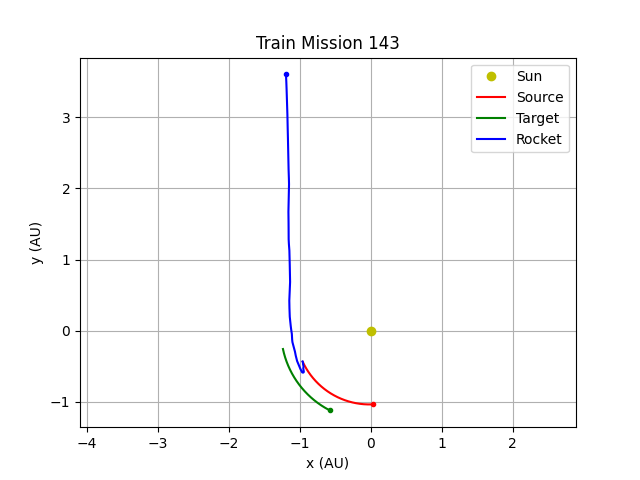 Train Mission 143
Sun
Source
Target
Rocket
y (AU)
3
2
1
0
−1
−4
−3
−2
−1
0
1
2
x (AU)